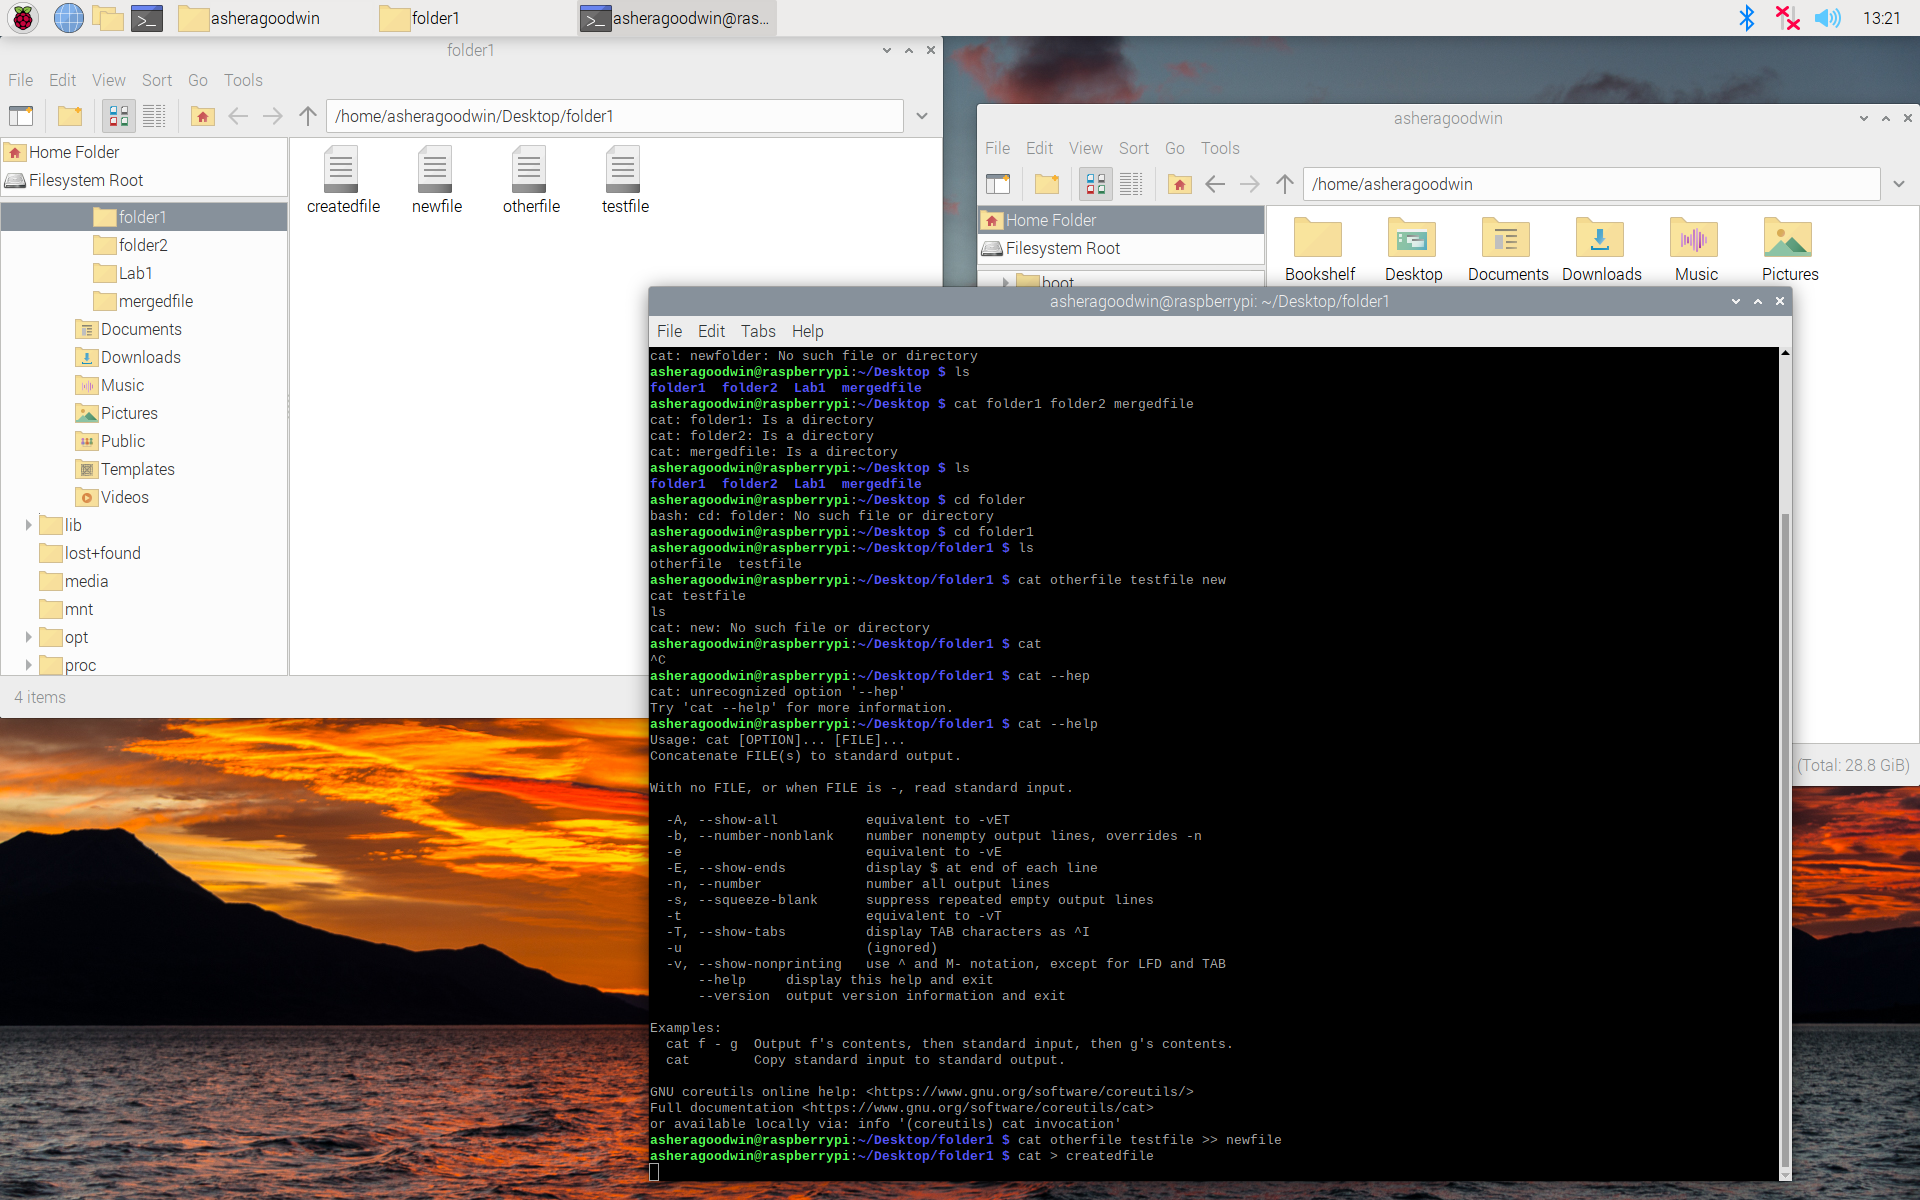 asheragoodwin
folder1
asheragoodwin@ras...
13:21
folder1
File Edit View Sort Go Tools
/home/asheragoodwin/Desktop/folder1
Home Folder
Filesystem Root
folder1
folder2
Lab1
mergedfile
Documents
Downloads
Music
Pictures
Public
Templates
Videos
lib
lost+found
media
mnt
opt
proc
createdfile newfile otherfile testfile
4 items
asheragoodwin
File Edit View Sort Go Tools
/home/asheragoodwin
Home Folder
Filesystem Root
boot
Bookshelf Desktop Documents Downloads Music Pictures
(Total: 28.8 GiB)
asheragoodwin@raspberrypi: ~/Desktop/folder1
File Edit Tabs Help
cat: newfolder: No such file or directory
asheragoodwin@raspberrypi:~/Desktop $ ls
folder1  folder2  Lab1  mergedfile
asheragoodwin@raspberrypi:~/Desktop $ cat folder1 folder2 mergedfile
cat: folder1: Is a directory
cat: folder2: Is a directory
cat: mergedfile: Is a directory
asheragoodwin@raspberrypi:~/Desktop $ ls
folder1  folder2  Lab1  mergedfile
asheragoodwin@raspberrypi:~/Desktop $ cd folder
bash: cd: folder: No such file or directory
asheragoodwin@raspberrypi:~/Desktop $ cd folder1
asheragoodwin@raspberrypi:~/Desktop/folder1 $ ls
otherfile  testfile
asheragoodwin@raspberrypi:~/Desktop/folder1 $ cat otherfile testfile new
cat testfile
ls
cat: new: No such file or directory
asheragoodwin@raspberrypi:~/Desktop/folder1 $ cat
^C
asheragoodwin@raspberrypi:~/Desktop/folder1 $ cat --hep
cat: unrecognized option '--hep'
Try 'cat --help' for more information.
asheragoodwin@raspberrypi:~/Desktop/folder1 $ cat --help
Usage: cat [OPTION]... [FILE]...
Concatenate FILE(s) to standard output.
With no FILE, or when FILE is -, read standard input.
  -A, --show-all           equivalent to -vET
  -b, --number-nonblank    number nonempty output lines, overrides -n
  -e                       equivalent to -vE
  -E, --show-ends          display $ at end of each line
  -n, --number             number all output lines
  -s, --squeeze-blank      suppress repeated empty output lines
  -t                       equivalent to -vT
  -T, --show-tabs          display TAB characters as ^I
  -u                       (ignored)
  -v, --show-nonprinting   use ^ and M- notation, except for LFD and TAB
      --help     display this help and exit
      --version  output version information and exit
Examples:
  cat f - g  Output f's contents, then standard input, then g's contents.
  cat        Copy standard input to standard output.
GNU coreutils online help: <https://www.gnu.org/software/coreutils/>
Full documentation <https://www.gnu.org/software/coreutils/cat>
or available locally via: info '(coreutils) cat invocation'
asheragoodwin@raspberrypi:~/Desktop/folder1 $ cat otherfile testfile >> newfile
asheragoodwin@raspberrypi:~/Desktop/folder1 $ cat > createdfile